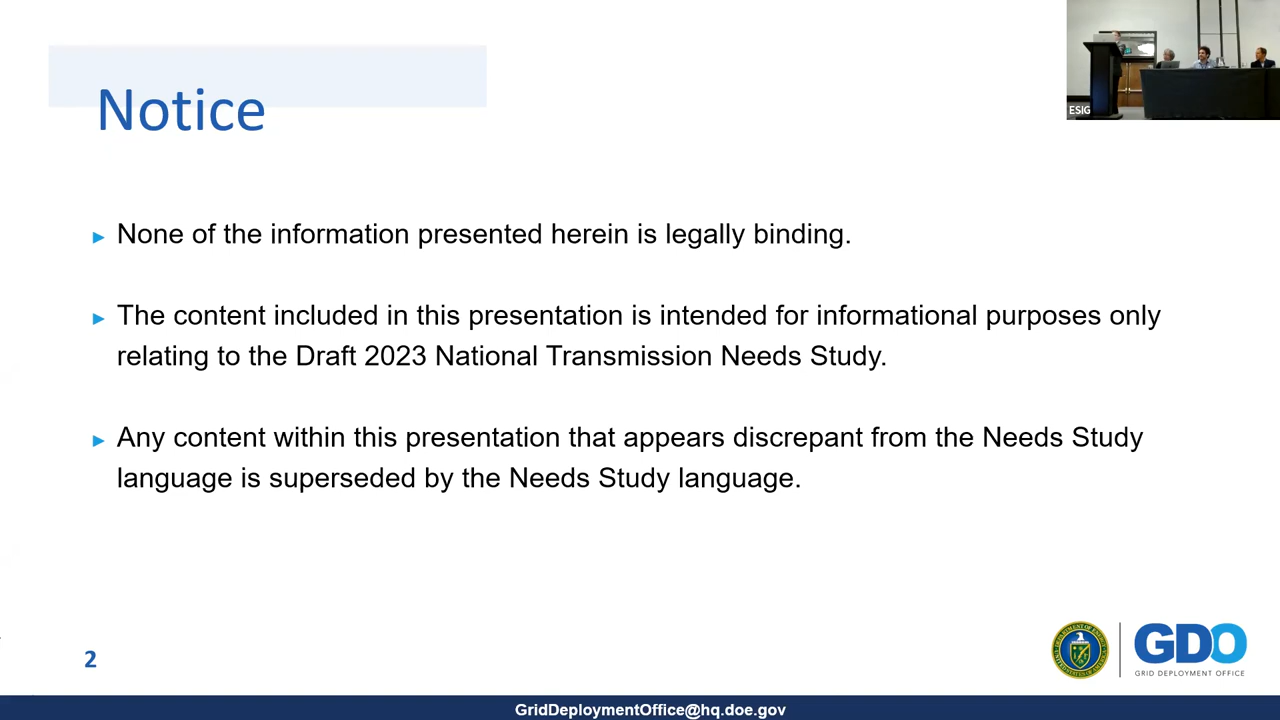 ESIG
Notice
► None of the information presented herein is legally binding.
► The content included in this presentation is intended for informational purposes only
relating to the Draft 2023 National Transmission Needs Study.
► Any content within this presentation that appears discrepant from the Needs Study
language is superseded by the Needs Study language.
2
GDO
GRID DEPLOYMENT OFFICE
GridDeploymentOffice@hq.doe.gov